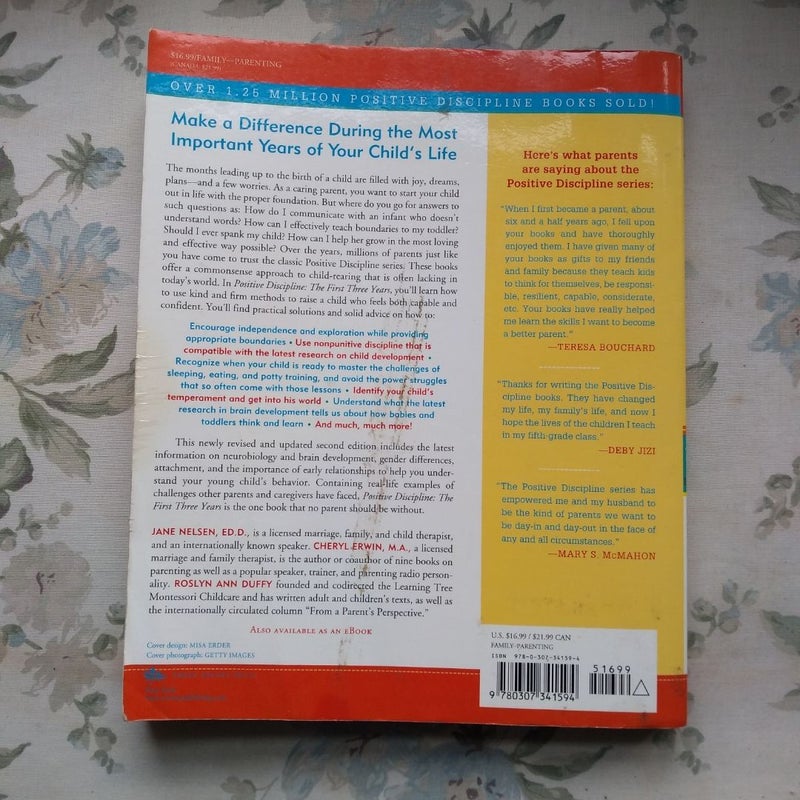 $16.99/FAMILY—PARENTING
(CANADA: $21.99)
OVER 1.25 MILLION POSITIVE DISCIPLINE BOOKS SOLD!
Make a Difference During the Most
Important Years of Your Child's Life
The months leading up to the birth of a child are filled with joy, dreams,
plans—and a few worries. As a caring parent, you want to start your child
out in life with the proper foundation. But where do you go for answers to
such questions as: How do I communicate with an infant who doesn't
understand words? How can I effectively teach boundaries to my toddler?
Should I ever spank my child? How can I help her grow in the most loving
and effective way possible? Over the years, millions of parents just like
you have come to trust the classic Positive Discipline series. These books
offer a commonsense approach to child-rearing that is often lacking in
today's world. In Positive Discipline: The First Three Years, you'll learn how
to use kind and firm methods to raise a child who feels both capable and
confident. You'll find practical solutions and solid advice on how to:
Encourage independence and exploration while providing
appropriate boundaries • Use nonpunitive discipline that is
compatible with the latest research on child development •
Recognize when your child is ready to master the challenges of
sleeping, eating, and potty training, and avoid the power struggles
that so often come with those lessons • Identify your child's
temperament and get into his world • Understand what the latest
research in brain development tells us about how babies and
toddlers think and learn • And much, much more!
This newly revised and updated second edition includes the latest
information on neurobiology and brain development, gender differences,
attachment, and the importance of early relationships to help you under-
stand your young child's behavior. Containing real-life examples of
challenges other parents and caregivers have faced, Positive Discipline: The
First Three Years is the one book that no parent should be without.
JANE NELSEN, ED.D., is a licensed marriage, family, and child therapist,
and an internationally known speaker. CHERYL ERWIN, M.A., a licensed
marriage and family therapist, is the author or coauthor of nine books on
parenting as well as a popular speaker, trainer, and parenting radio person-
ality. ROSLYN ANN DUFFY founded and codirected the Learning Tree
Montessori Childcare and has written adult and children's texts, as well as
the internationally circulated column "From a Parent's Perspective."
ALSO AVAILABLE AS AN EBOOK
Cover design: MISA ERDER
Cover photograph: GETTY IMAGES
Here's what parents
are saying about the
Positive Discipline series:
"When I first became a parent, about
six and a half years ago, I fell upon
your books and have thoroughly
enjoyed them. I have given many of
your books as gifts to my friends
and family because they teach kids
to think for themselves, be responsi-
ble, resilient, capable, considerate,
etc. Your books have really helped
me learn the skills I want to become
a better parent."
—TERESA BOUCHARD
"Thanks for writing the Positive Dis-
cipline books. They have changed
my life, my family's life, and now I
hope the lives of the children I teach
in my fifth-grade class."
—DEBY JIZI
"The Positive Discipline series has
empowered me and my husband to
be the kind of parents we want to
be day-in and day-out in the face of
any and all circumstances."
—MARY S. McMAHON
U.S. $16.99 / $21.99 CAN
FAMILY-PARENTING
ISBN 978-0-307-34159-4
51699
9 780307 341594